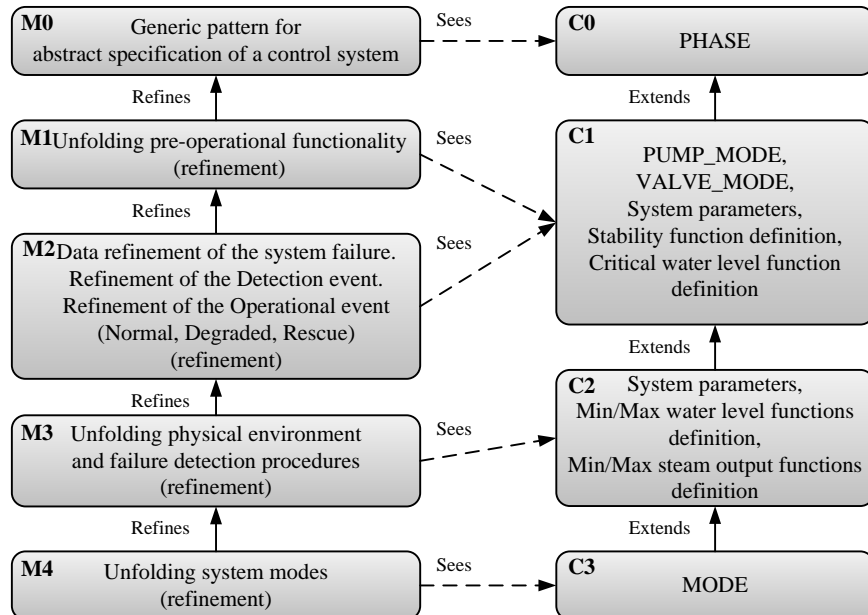 M0 Generic pattern for
abstract specification of a control system
Sees
C0
PHASE
Refines
Extends
M1 Unfolding pre-operational functionality
(refinement)
Sees
C1
PUMP_MODE,
VALVE_MODE,
System parameters,
Stability function definition,
Critical water level function
definition
Refines
M2 Data refinement of the system failure.
Refinement of the Detection event.
Refinement of the Operational event
(Normal, Degraded, Rescue)
(refinement)
Sees
Extends
Refines
M3 Unfolding physical environment
and failure detection procedures
(refinement)
Sees
C2 System parameters,
Min/Max water level functions
definition,
Min/Max steam output functions
definition
Refines
Extends
M4
Unfolding system modes
(refinement)
Sees
C3
MODE